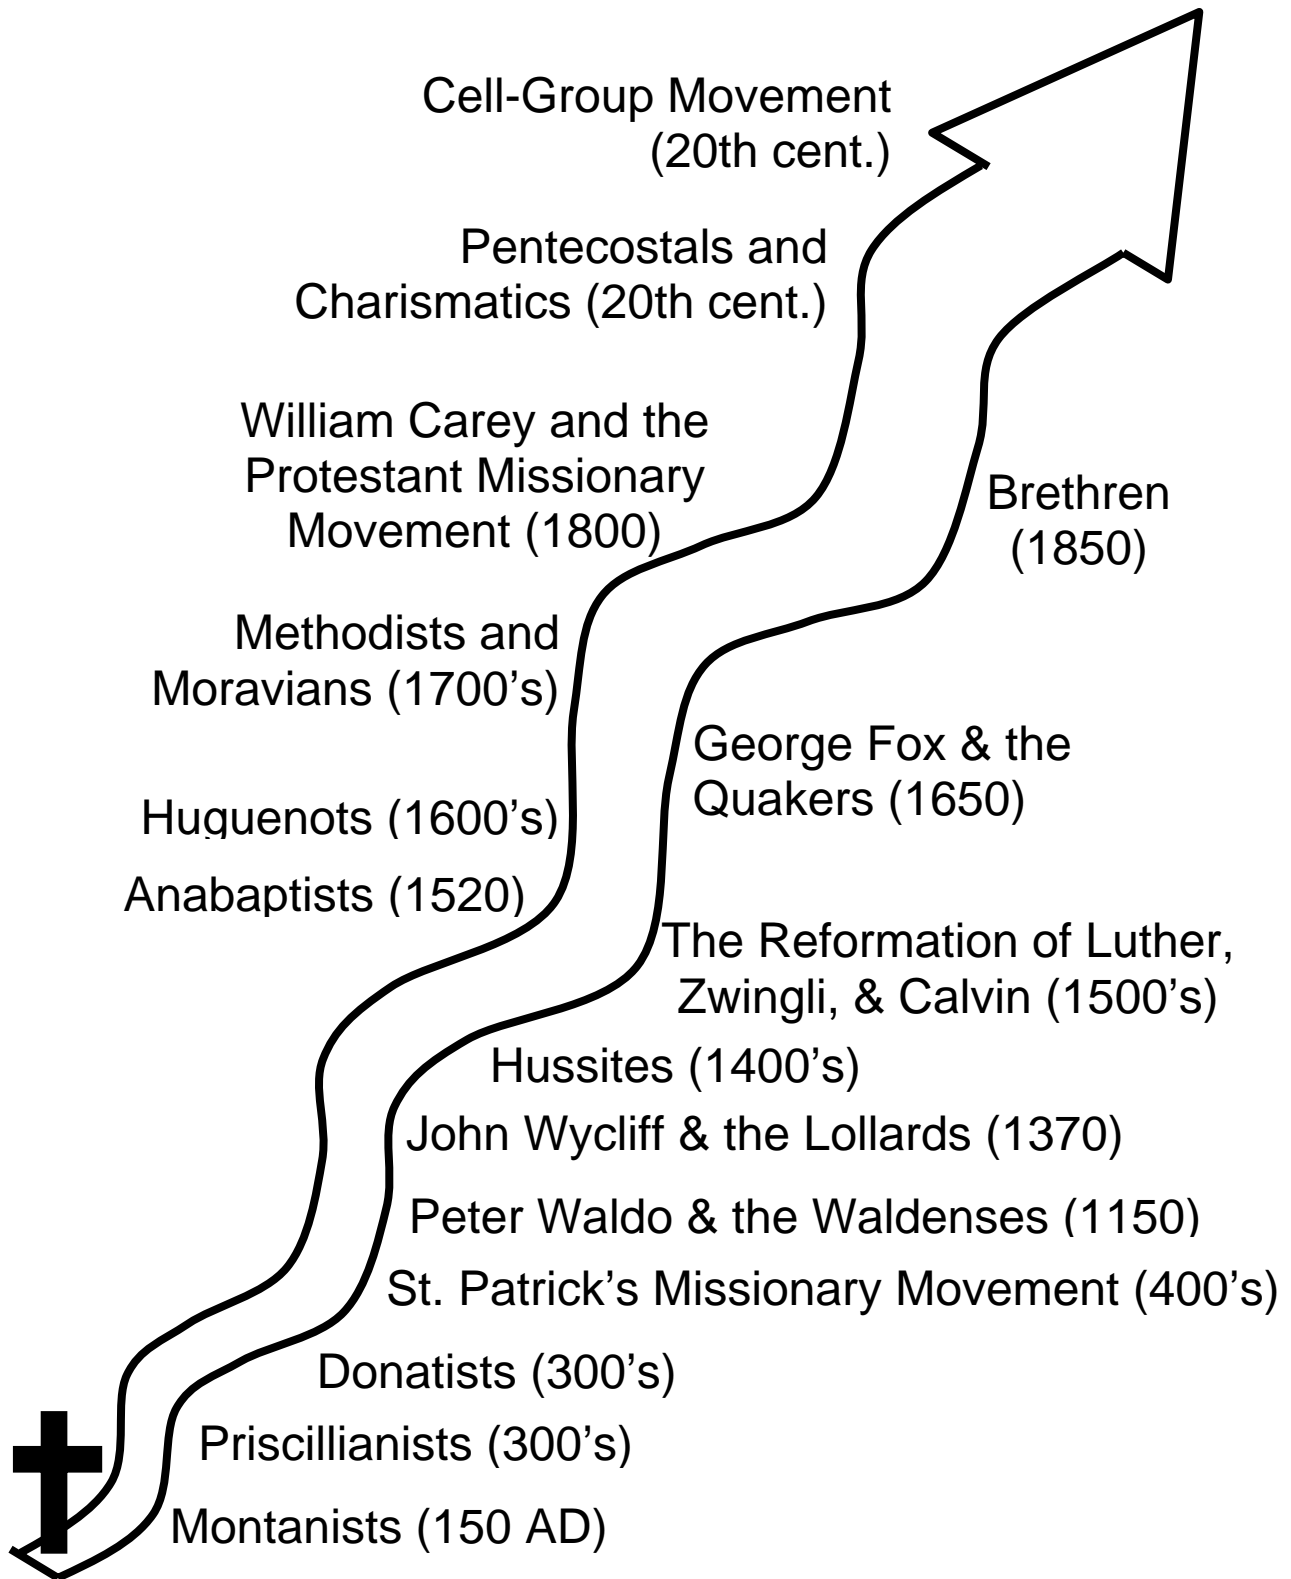 Cell-Group Movement
(20th cent.)
Pentecostals and
Charismatics (20th cent.)
William Carey and the
Protestant Missionary
Movement (1800)
Brethren
(1850)
Methodists and
Moravians (1700’s)
George Fox & the
Quakers (1650)
Huguenots (1600’s)
Anabaptists (1520)
The Reformation of Luther,
Zwingli, & Calvin (1500’s)
Hussites (1400’s)
John Wycliff & the Lollards (1370)
Peter Waldo & the Waldenses (1150)
St. Patrick’s Missionary Movement (400’s)
Donatists (300’s)
Priscillianists (300’s)
Montanists (150 AD)